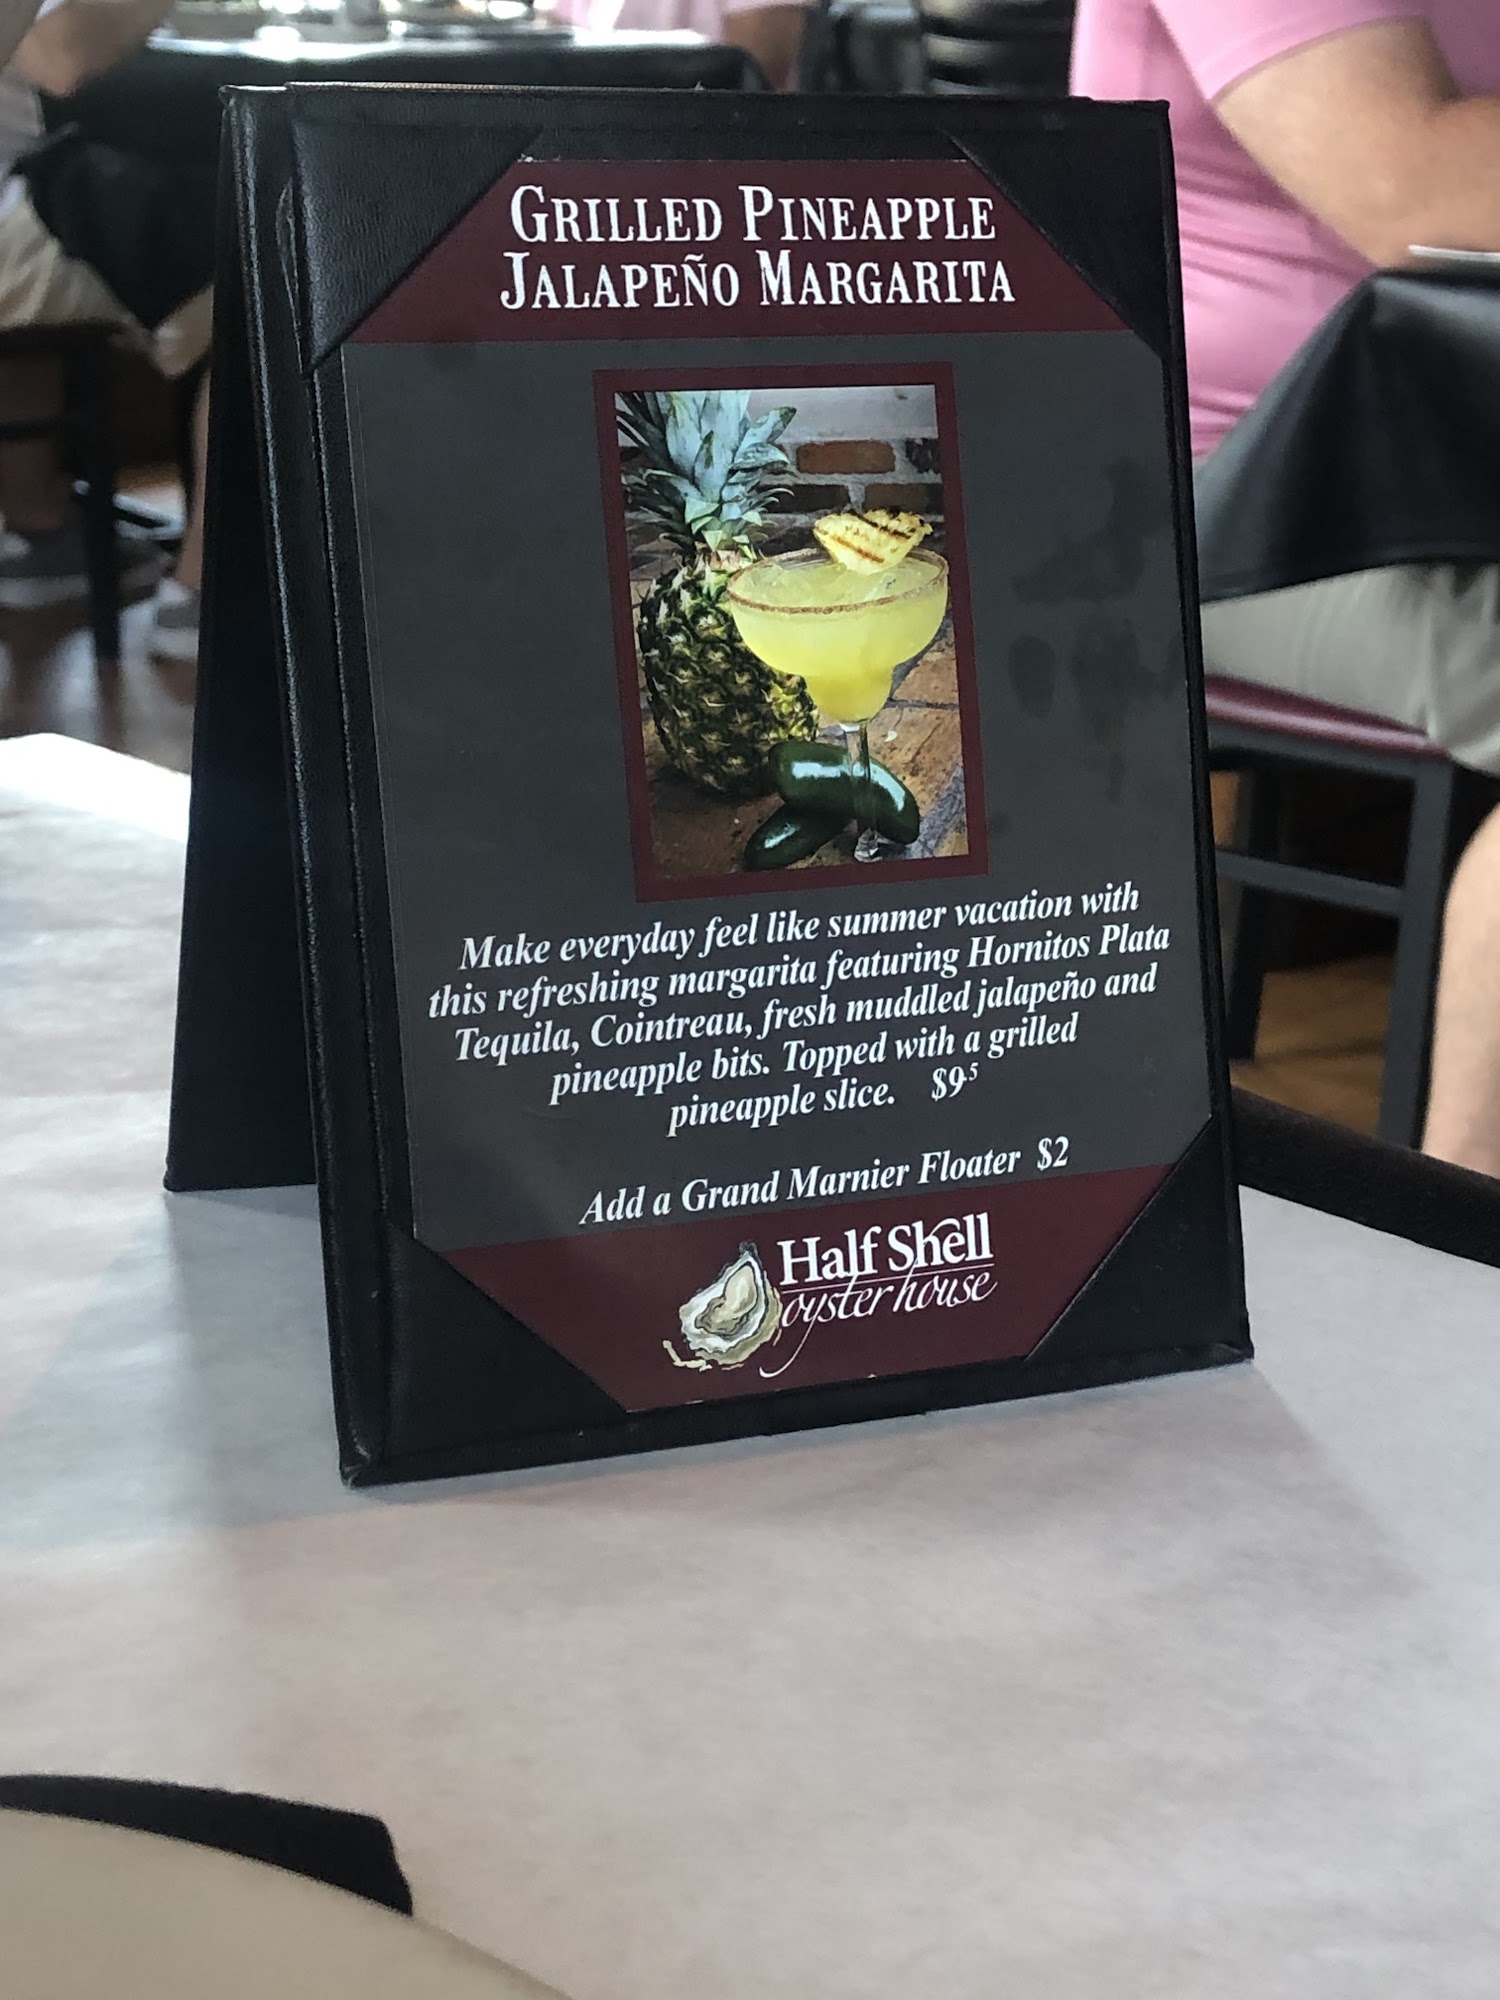 GRILLED PINEAPPLE
JALAPEÑO MARGARITA
Make everyday feel like summer vacation with
this refreshing margarita featuring Hornitos Plata
Tequila, Cointreau, fresh muddled jalapeño and
pineapple bits. Topped with a grilled
pineapple slice. $9.5
Add a Grand Marnier Floater $2
Half Shell
oyster house